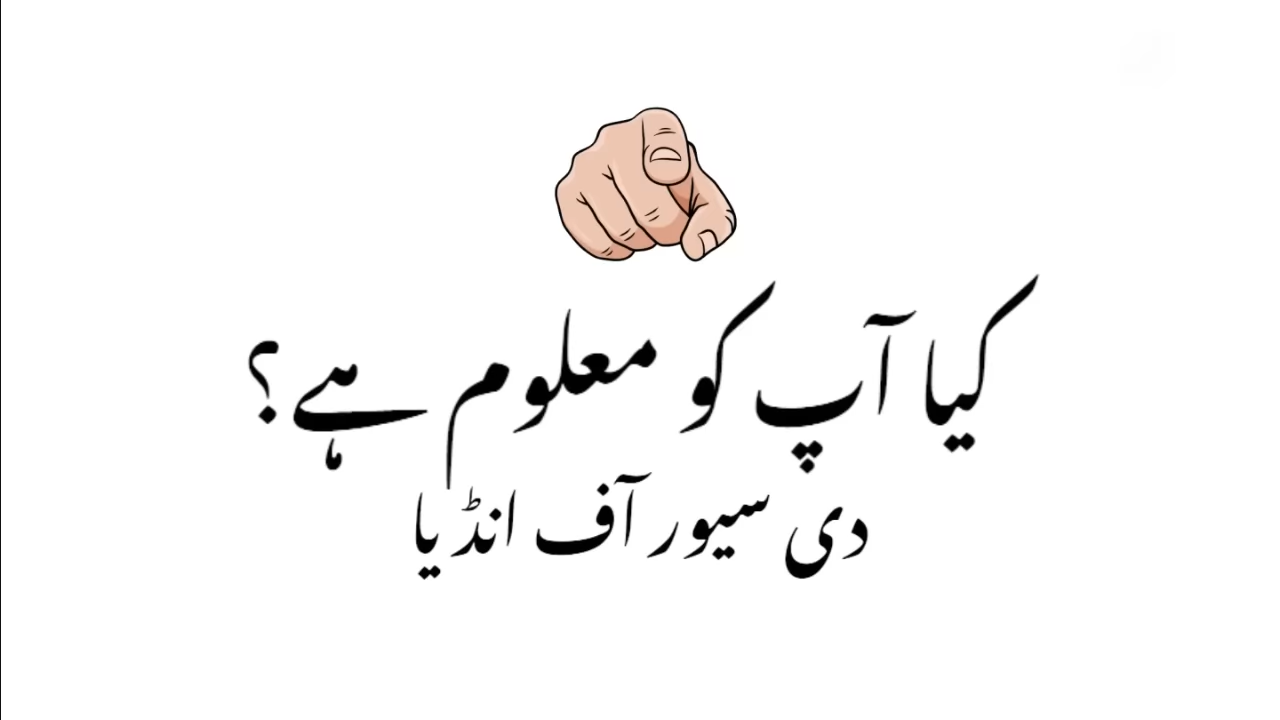 کیا آپ کو معلوم ہے؟
دی سیور آف انڈیا